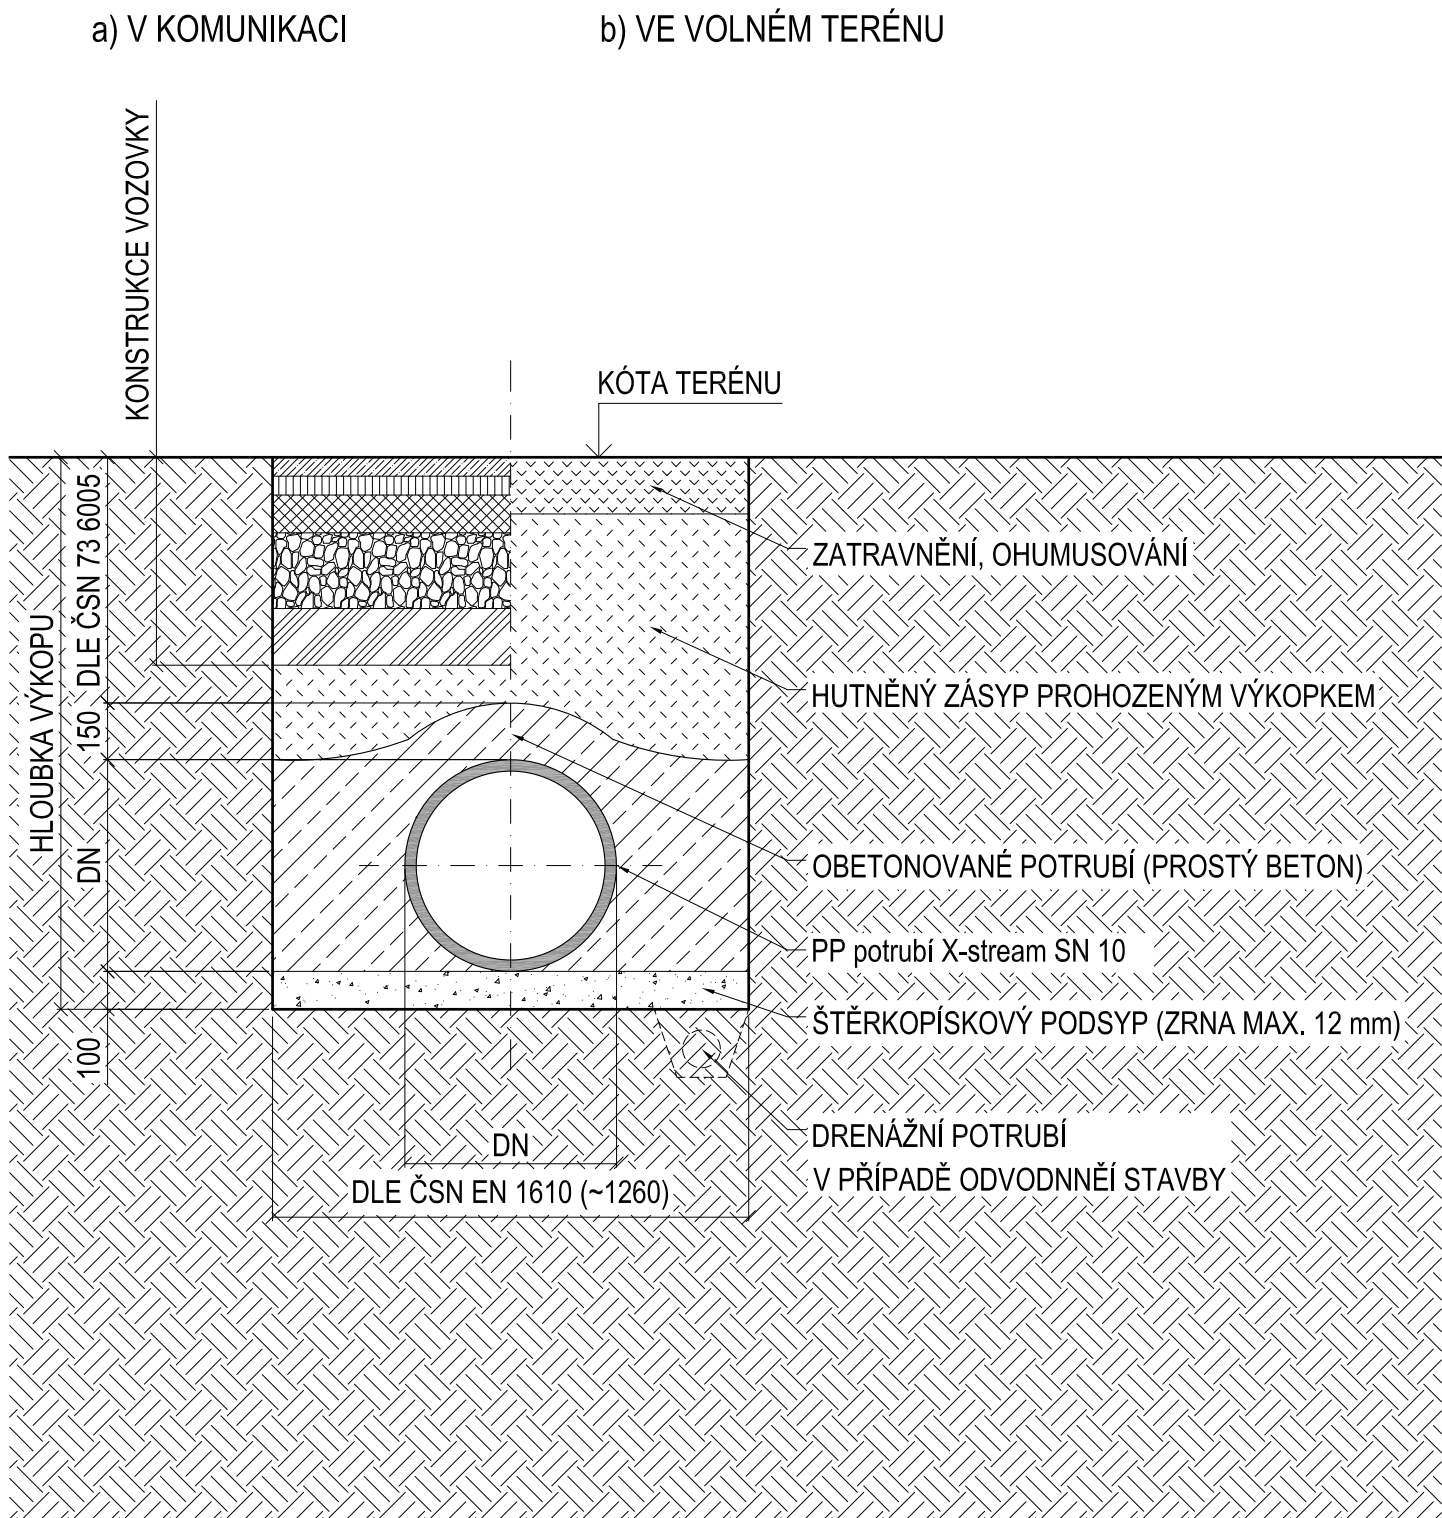 a) V KOMUNIKACI
b) VE VOLNÉM TERÉNU
KONSTRUKCE VOZOVKY
KÓTA TERÉNU
HLOUBKA VÝKOPU
DLE ČSN 73 6005
150
DN
100
ZATRAVNĚNÍ, OHUMUSOVÁNÍ
HUTNĚNÝ ZÁSYP PROHOZENÝM VÝKOPKEM
OBETONOVANÉ POTRUBÍ (PROSTÝ BETON)
PP potrubí X-stream SN 10
ŠTĚRKOPÍSKOVÝ PODSYP (ZRNA MAX. 12 mm)
DRENÁŽNÍ POTRUBÍ
V PŘÍPADĚ ODVODNNĚÍ STAVBY
DN
DLE ČSN EN 1610 (~1260)